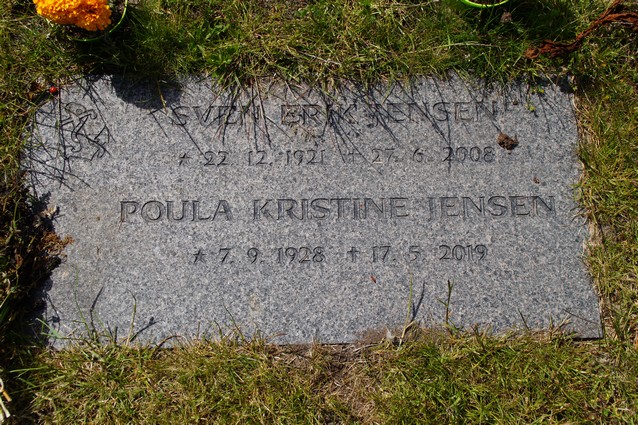 SVEN ERIK JENSEN
* 22. 12. 1921 † 27. 6. 2008
POULA KRISTINE JENSEN
* 7. 9. 1928 † 17. 5. 2019